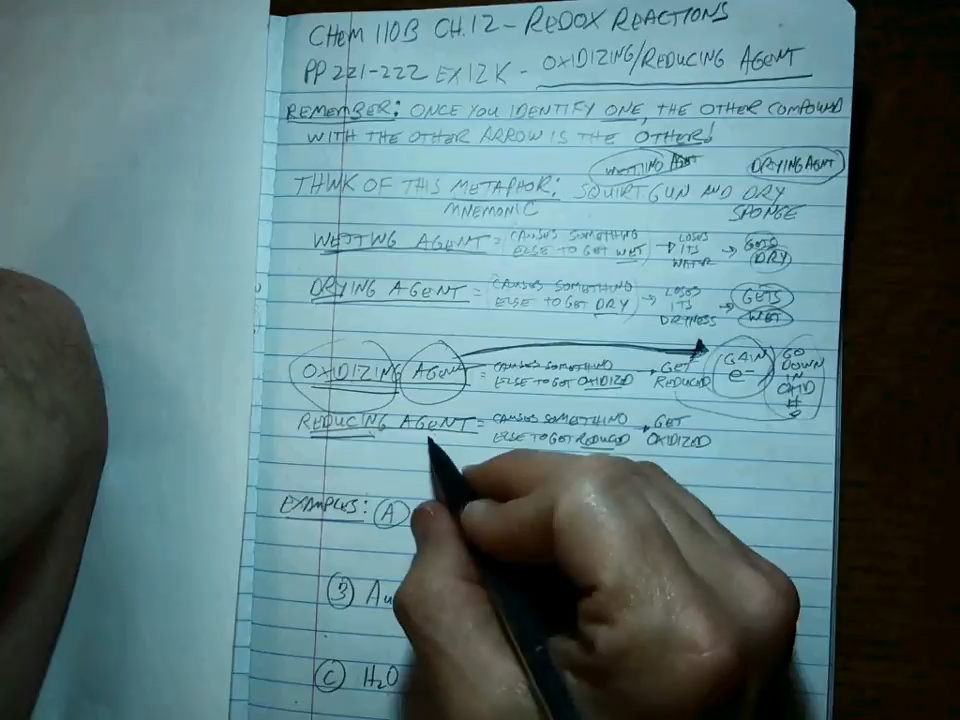 CHEM 110B CH.12 - REDOX REACTIONS
PP 221-222 EX12K - OXIDIZING/REDUCING AGENT
REMEMBER: ONCE YOU IDENTIFY ONE, THE OTHER COMPOUND
WITH THE OTHER ARROW IS THE OTHER!
WETTING AGENT DRYING AGENT
THINK OF THIS METAPHOR: SQUIRT GUN AND DRY
MNEMONIC SPONGE
WETTING AGENT = CAUSES SOMETHING → LOSES → GETS
ELSE TO GET WET ITS DRY
WATER
DRYING AGENT = CAUSES SOMETHING → LOSES → GETS
ELSE TO GET DRY ITS WET
DRYNESS
OXIDIZING AGENT = CAUSES SOMETHING → GET GAIN GO
ELSE TO GET OXIDIZED REDUCED e- DOWN
IN
OXID
#
REDUCING AGENT = CAUSES SOMETHING → GET
ELSE TO GET REDUCED OXIDIZED
EXAMPLES: A
Au
C H₂O